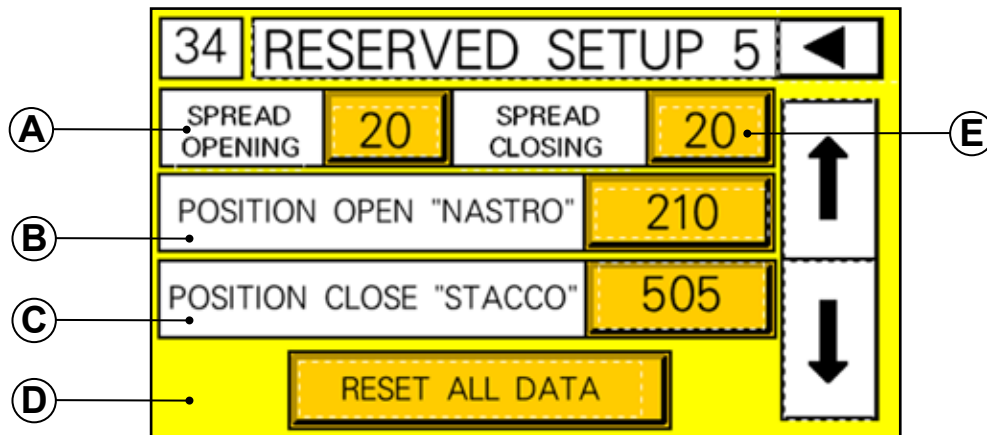 34 RESERVED SETUP 5
A SPREAD OPENING 20 SPREAD CLOSING 20 E
B POSITION OPEN "NASTRO" 210
C POSITION CLOSE "STACCO" 505
D RESET ALL DATA